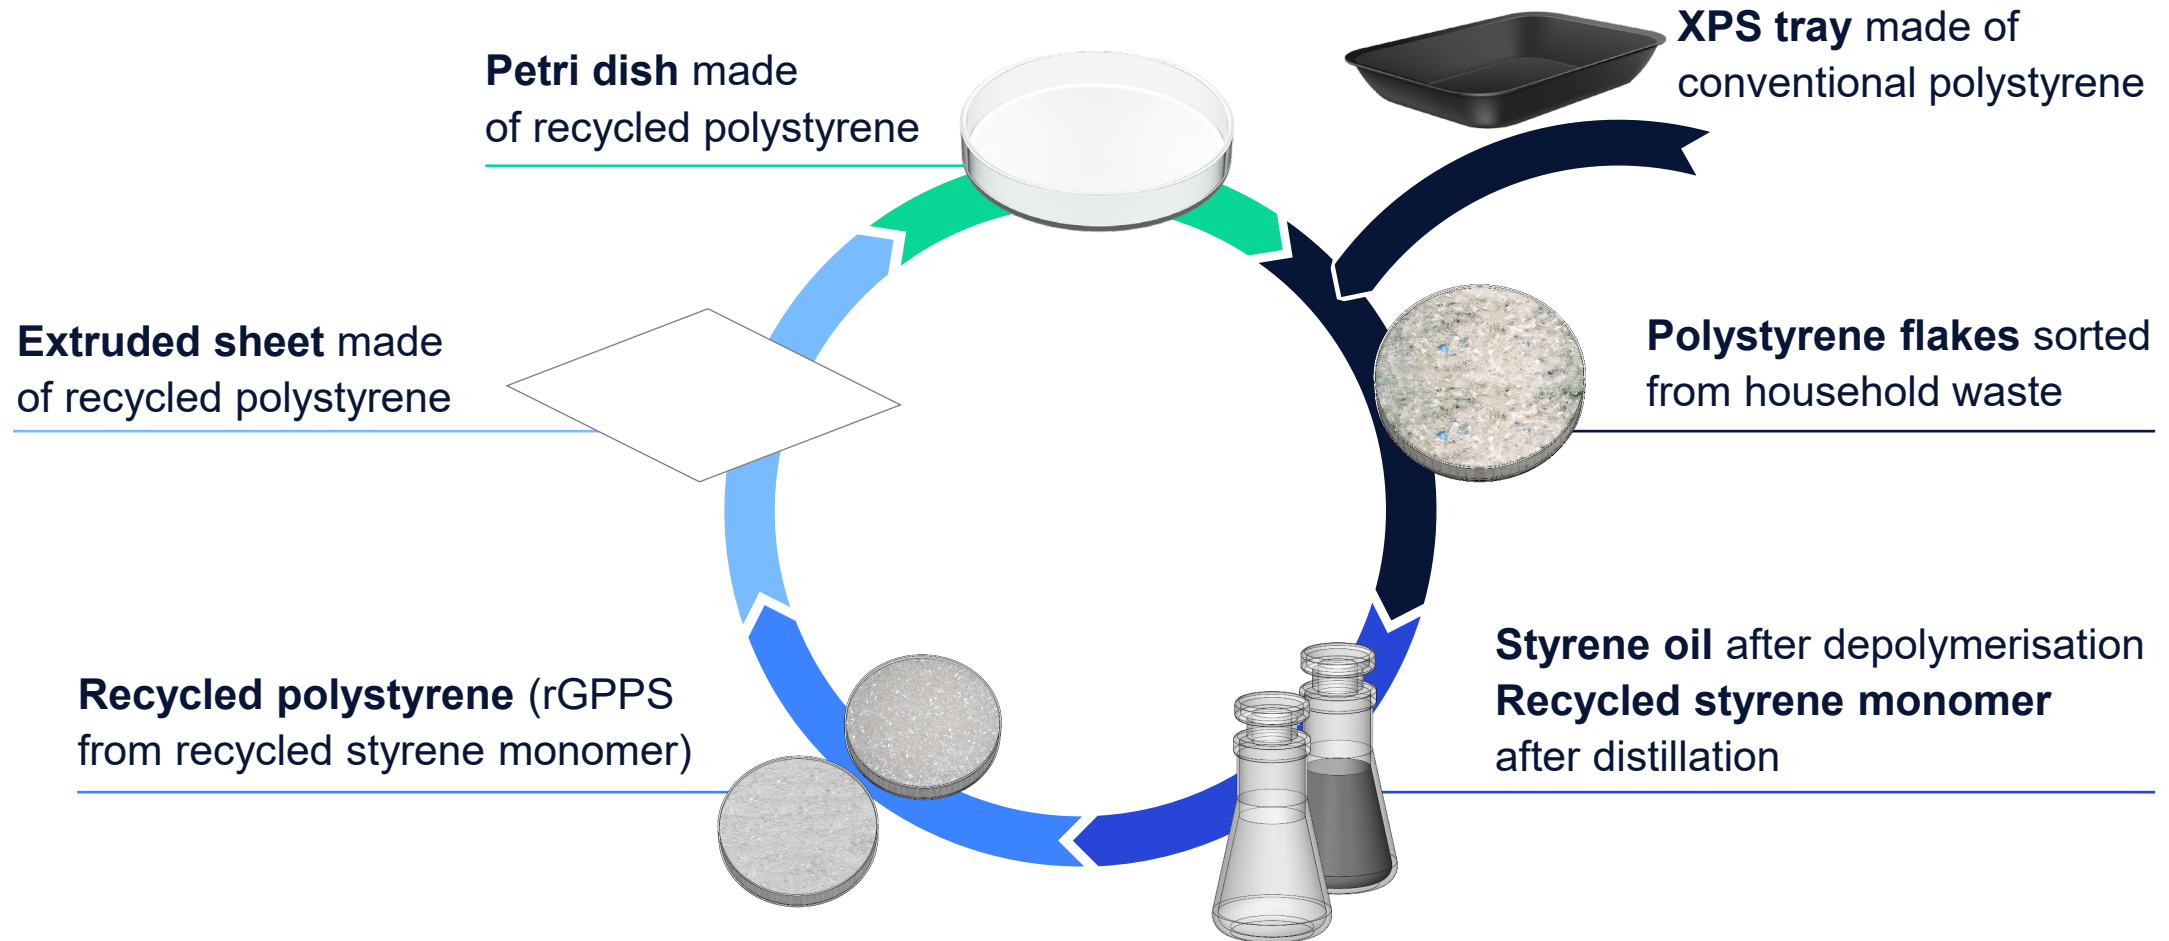 Petri dish made
of recycled polystyrene
XPS tray made of
conventional polystyrene
Extruded sheet made
of recycled polystyrene
Polystyrene flakes sorted
from household waste
Recycled polystyrene (rGPPS
from recycled styrene monomer)
Styrene oil after depolymerisation
Recycled styrene monomer
after distillation